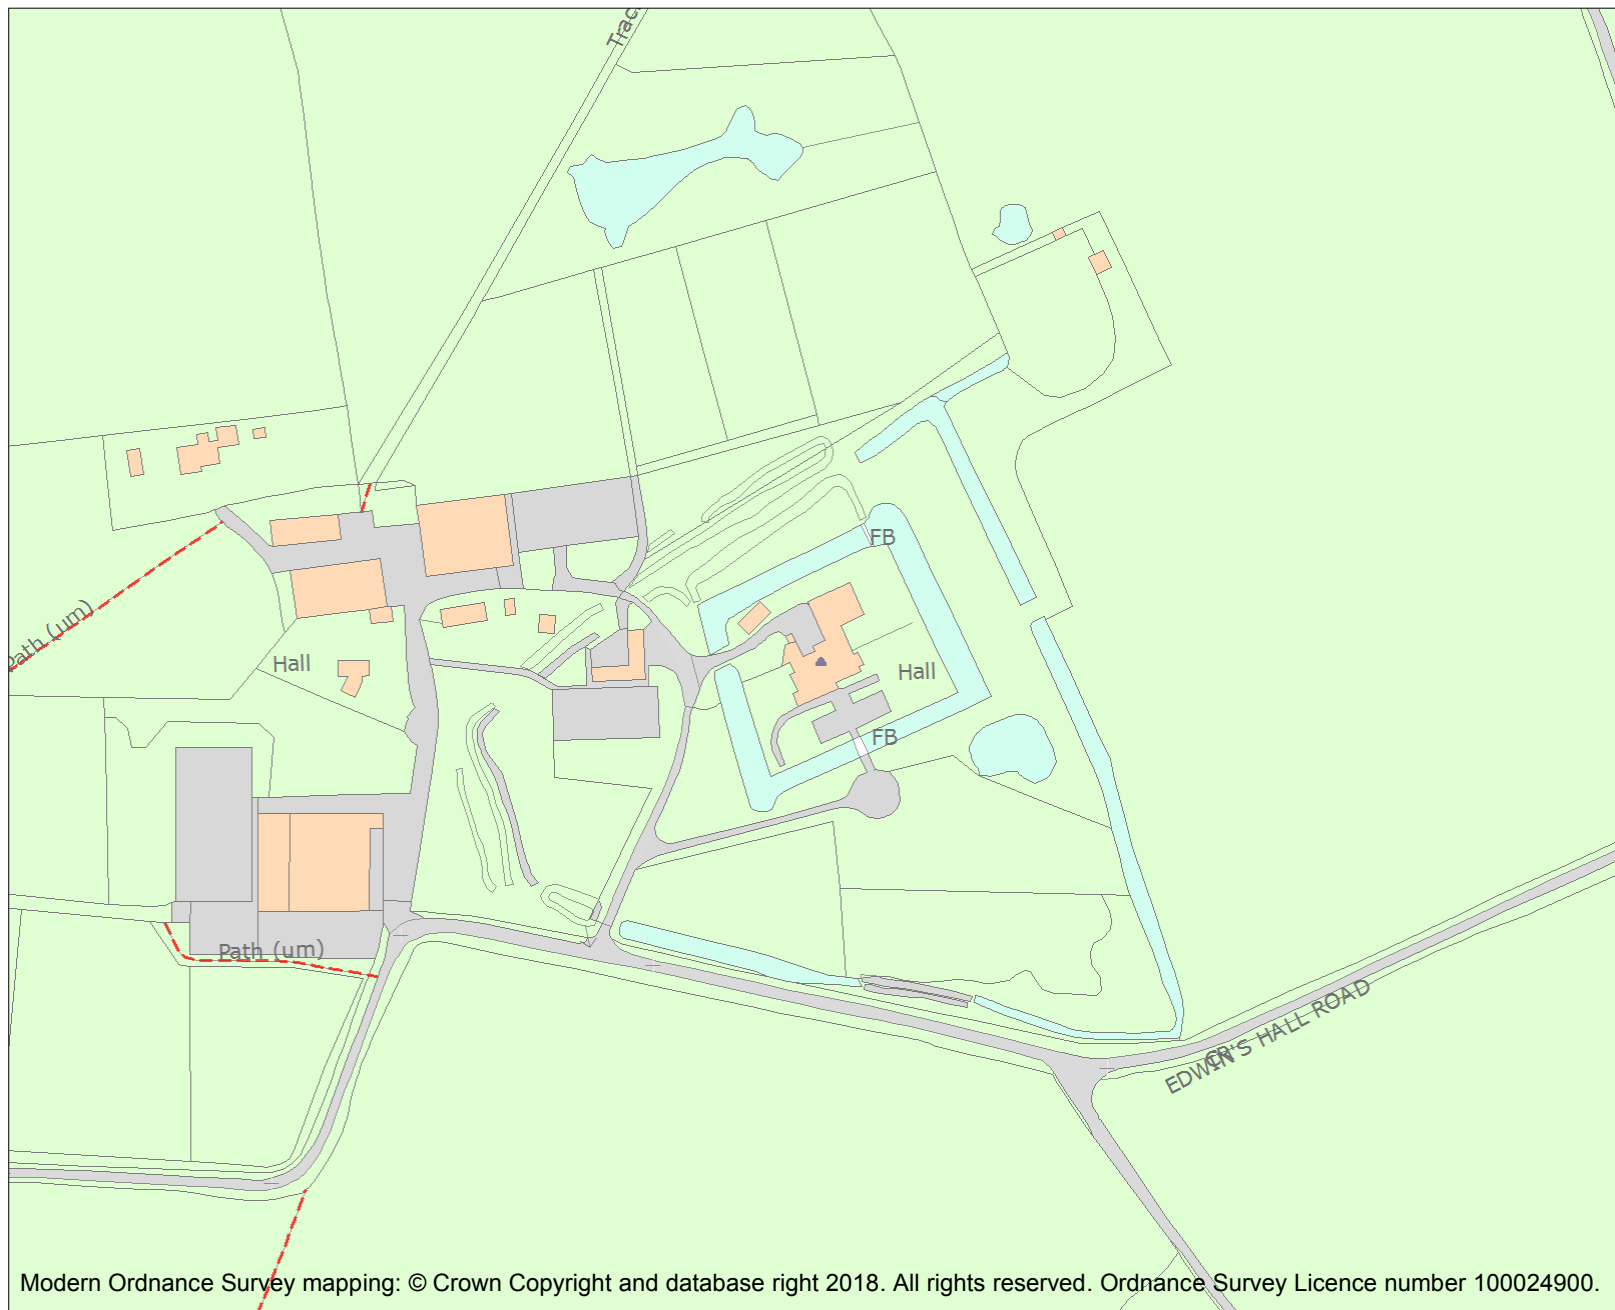 Trac
FB
Path (um)
Hall
Hall
FB
Path (um)
EDWIN'S HALL ROAD
CR
Modern Ordnance Survey mapping: © Crown Copyright and database right 2018. All rights reserved. Ordnance Survey Licence number 100024900.